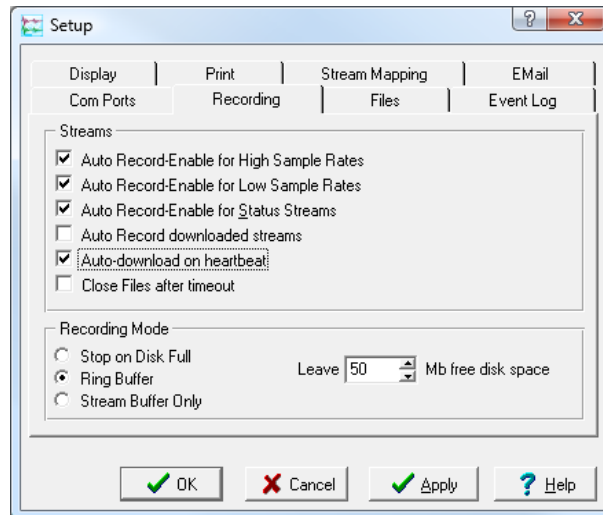 Setup
Display Print Stream Mapping EMail
Com Ports Recording Files Event Log
Streams
Auto Record-Enable for High Sample Rates
Auto Record-Enable for Low Sample Rates
Auto Record-Enable for Status Streams
Auto Record downloaded streams
Auto-download on heartbeat
Close Files after timeout
Recording Mode
Stop on Disk Full
Leave 50 Mb free disk space
Ring Buffer
Stream Buffer Only
OK Cancel Apply ? Help